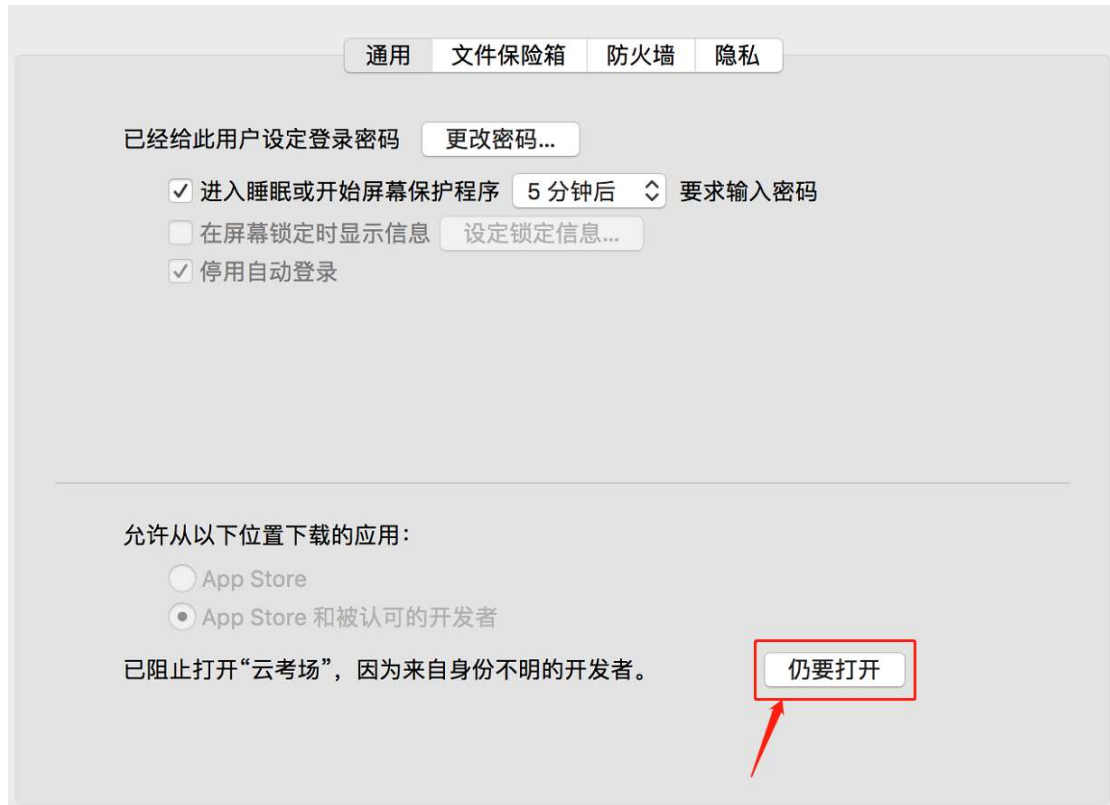 通用 文件保险箱 防火墙 隐私
已经给此用户设定登录密码 更改密码...
进入睡眠或开始屏幕保护程序 5 分钟后 要求输入密码
在屏幕锁定时显示信息 设定锁定信息...
停用自动登录
允许从以下位置下载的应用：
App Store
App Store 和被认可的开发者
已阻止打开“云考场”，因为来自身份不明的开发者。 仍要打开